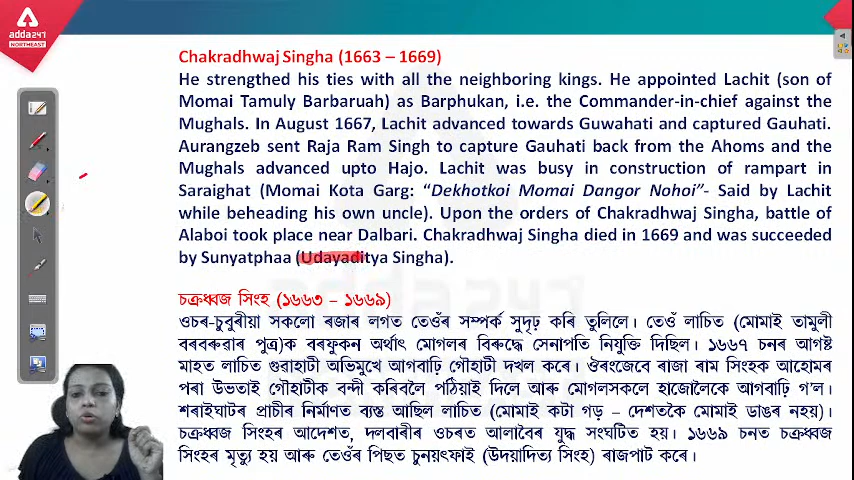 adda247
NORTHEAST
Chakradhwaj Singha (1663 – 1669)
He strengthed his ties with all the neighboring kings. He appointed Lachit (son of
Momai Tamuly Barbaruah) as Barphukan, i.e. the Commander-in-chief against the
Mughals. In August 1667, Lachit advanced towards Guwahati and captured Gauhati.
Aurangzeb sent Raja Ram Singh to capture Gauhati back from the Ahoms and the
Mughals advanced upto Hajo. Lachit was busy in construction of rampart in
Saraighat (Momai Kota Garg: “Dekhotkoi Momai Dangor Nohoi”- Said by Lachit
while beheading his own uncle). Upon the orders of Chakradhwaj Singha, battle of
Alaboi took place near Dalbari. Chakradhwaj Singha died in 1669 and was succeeded
by Sunyatphaa (Udayaditya Singha).
চক্ৰধ্বজ সিংহ (১৬৬৩ – ১৬৬৯)
ওচৰ-চুবুৰীয়া সকলো ৰজাৰ লগত তেওঁৰ সম্পৰ্ক সুদৃঢ় কৰি তুলিলে। তেওঁ লাচিত (মোমাই তামুলী
বৰবৰুৱাৰ পুত্ৰ)ক বৰফুকন অৰ্থাৎ মোগলৰ বিৰুদ্ধে সেনাপতি নিযুক্তি দিছিল। ১৬৬৭ চনৰ আগষ্ট
মাহত লাচিত গুৱাহাটী অভিমুখে আগবাঢ়ি গৌহাটী দখল কৰে। ঔৰংজেবে ৰাজা ৰাম সিংহক আহোমৰ
পৰা উভতাই গৌহাটীক বন্দী কৰিবলৈ পঠিয়াই দিলে আৰু মোগলসকলে হাজোলৈকে আগবাঢ়ি গ'ল।
শৰাইঘাটৰ প্ৰাচীৰ নিৰ্মাণত ব্যস্ত আছিল লাচিত (মোমাই কটা গড় – দেশতকৈ মোমাই ডাঙৰ নহয়)।
চক্ৰধ্বজ সিংহৰ আদেশত, দলবাৰীৰ ওচৰত আলাবৈৰ যুদ্ধ সংঘটিত হয়। ১৬৬৯ চনত চক্ৰধ্বজ
সিংহৰ মৃত্যু হয় আৰু তেওঁৰ পিছত চুনয়ৎফাই (উদয়াদিত্য সিংহ) ৰাজপাট কৰে।